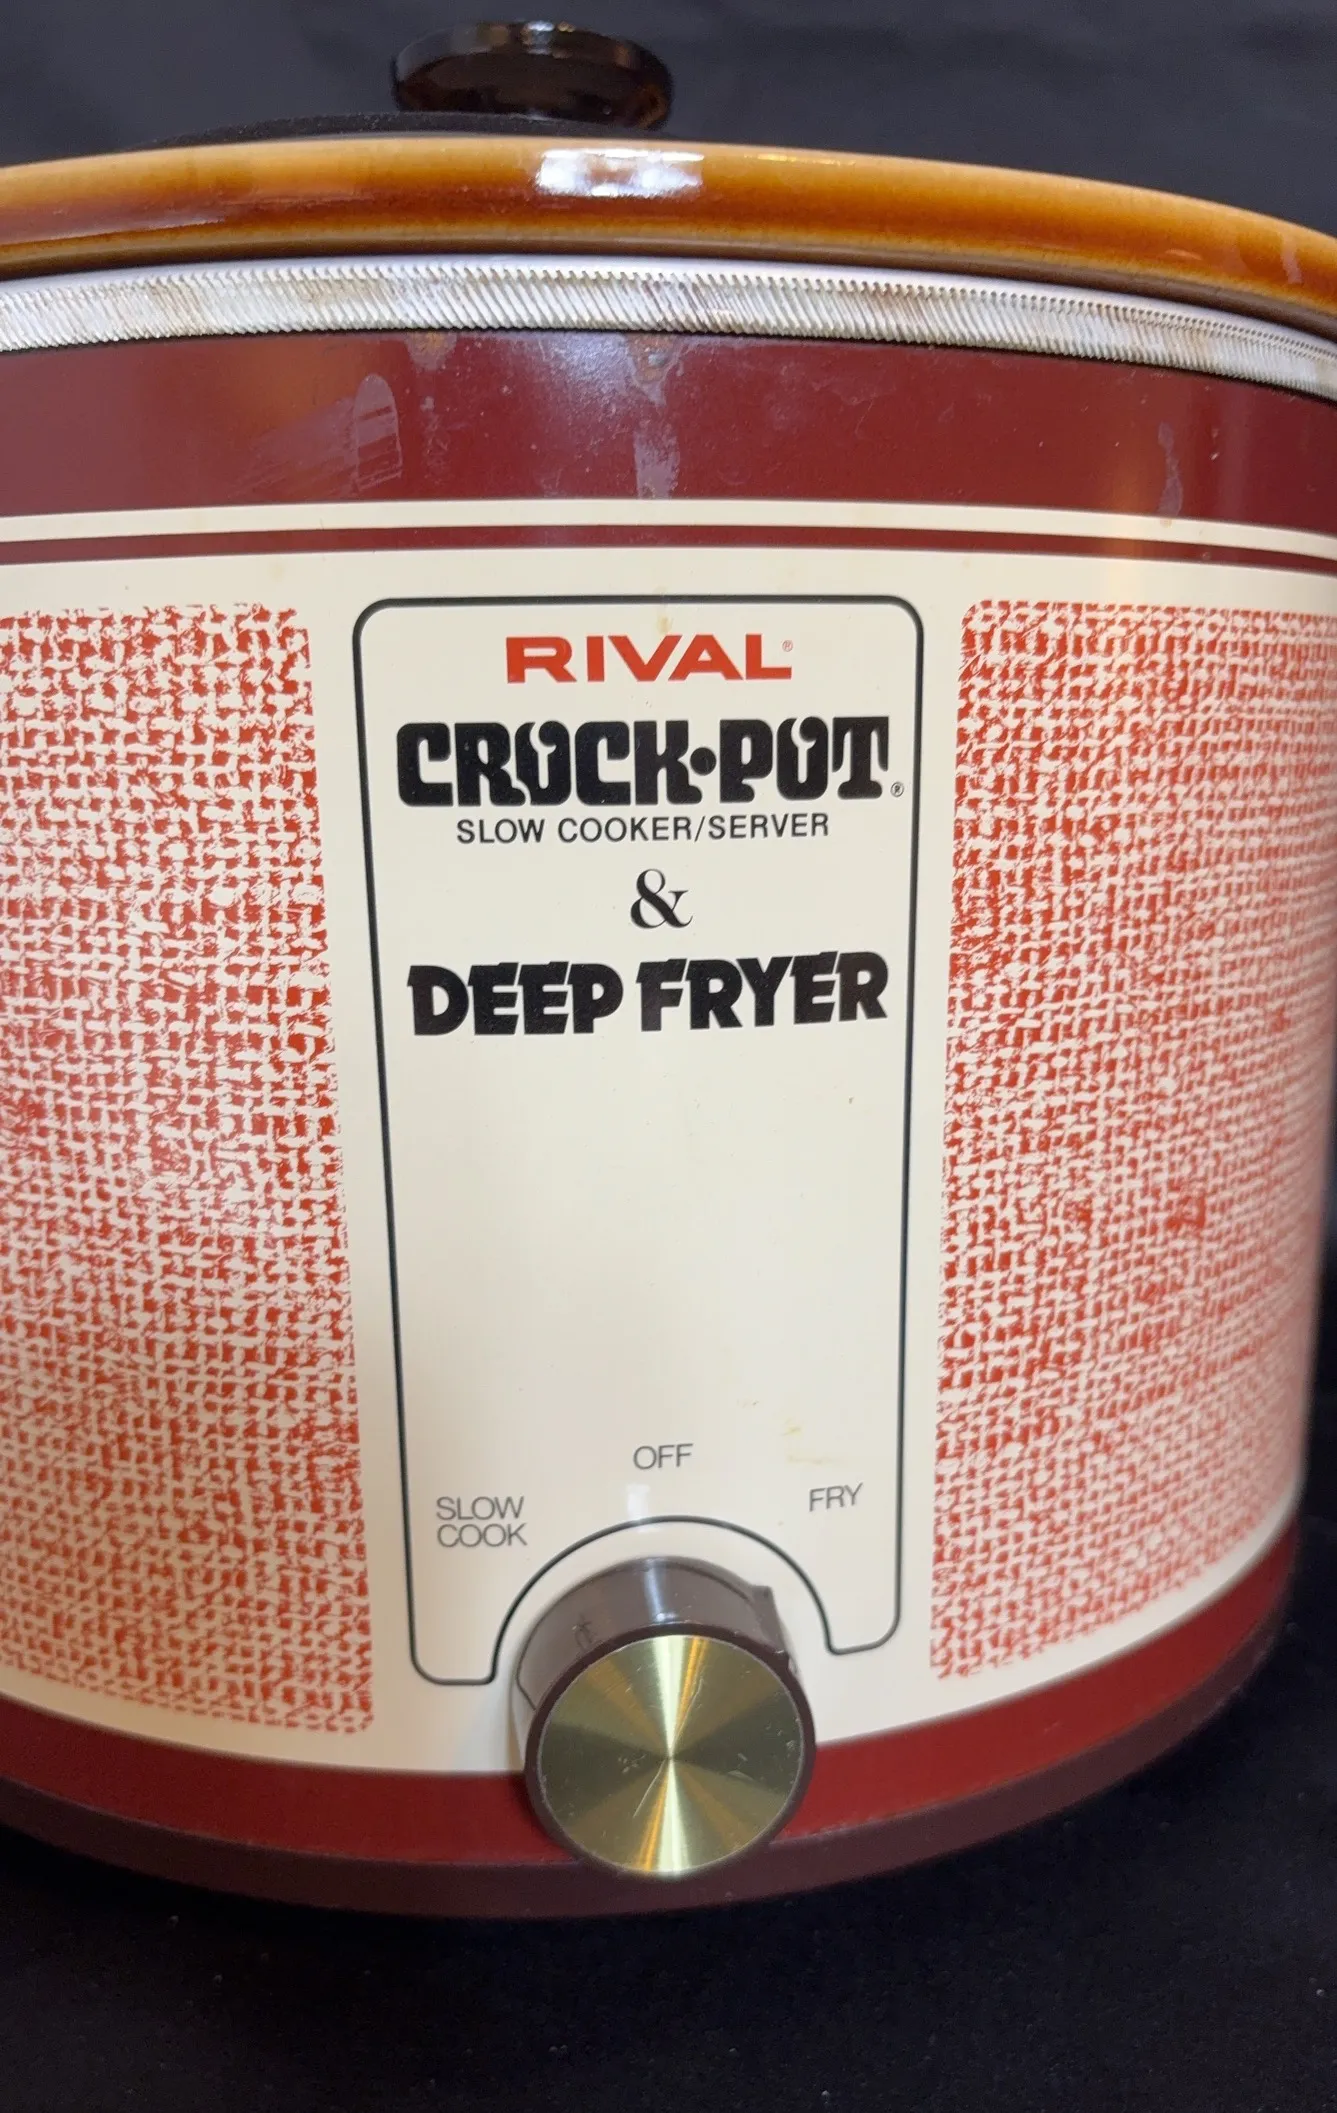 RIVAL®
CROCK•POT®
SLOW COOKER/SERVER
&
DEEP FRYER
OFF
SLOW
COOK
FRY